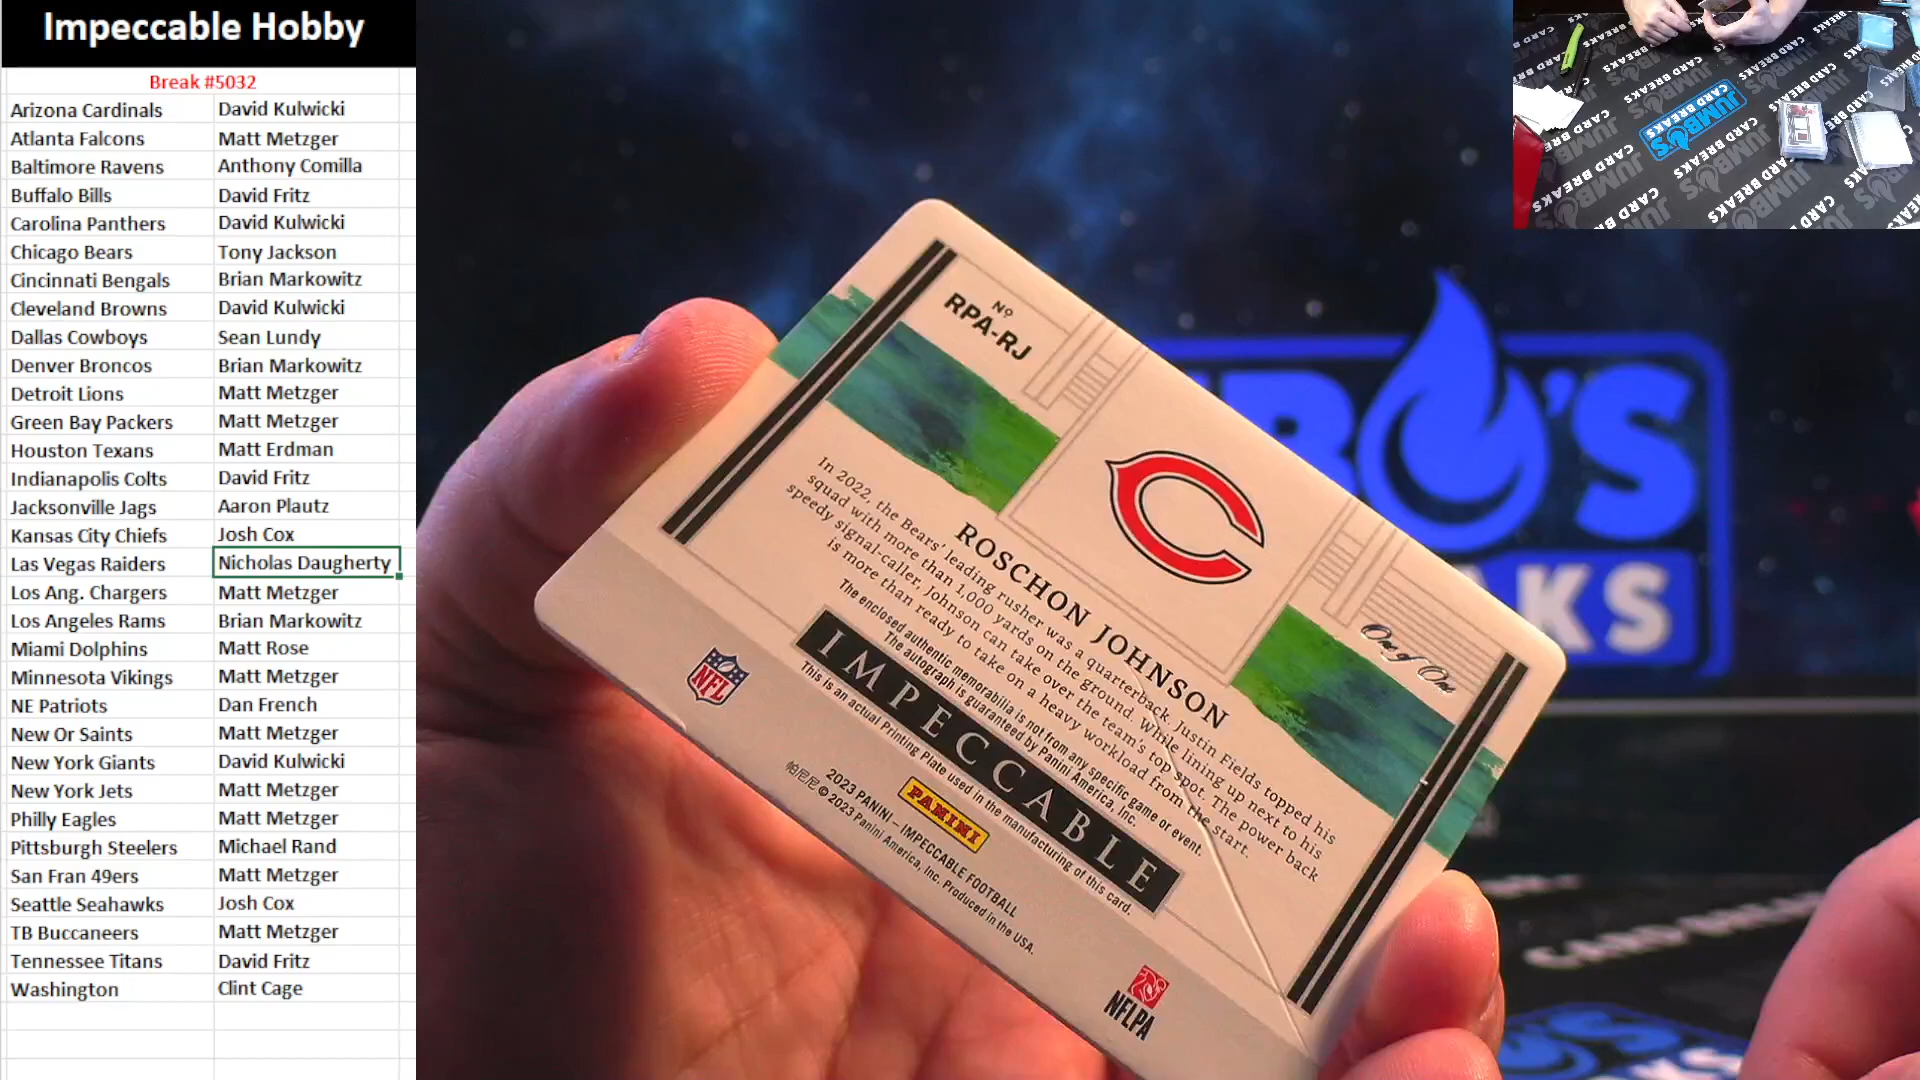 Impeccable Hobby
Break #5032
Arizona Cardinals David Kulwicki
Atlanta Falcons Matt Metzger
Baltimore Ravens Anthony Comilla
Buffalo Bills David Fritz
Carolina Panthers David Kulwicki
Chicago Bears Tony Jackson
Cincinnati Bengals Brian Markowitz
Cleveland Browns David Kulwicki
Dallas Cowboys Sean Lundy
Denver Broncos Brian Markowitz
Detroit Lions Matt Metzger
Green Bay Packers Matt Metzger
Houston Texans Matt Erdman
Indianapolis Colts David Fritz
Jacksonville Jags Aaron Plautz
Kansas City Chiefs Josh Cox
Las Vegas Raiders Nicholas Daugherty
Los Ang. Chargers Matt Metzger
Los Angeles Rams Brian Markowitz
Miami Dolphins Matt Rose
Minnesota Vikings Matt Metzger
NE Patriots Dan French
New Or Saints Matt Metzger
New York Giants David Kulwicki
New York Jets Matt Metzger
Philly Eagles Matt Metzger
Pittsburgh Steelers Michael Rand
San Fran 49ers Matt Metzger
Seattle Seahawks Josh Cox
TB Buccaneers Matt Metzger
Tennessee Titans David Fritz
Washington Clint Cage
Nº
RPA-RJ
One of One
ROSCHON JOHNSON
In 2022, the Bears' leading rusher was a quarterback. Justin Fields topped his
squad with more than 1,000 yards on the ground. While lining up next to his
speedy signal-caller, Johnson can take over the team's top spot. The power back
is more than ready to take on a heavy workload from the start.
The enclosed authentic memorabilia is not from any specific game or event.
The autograph is guaranteed by Panini America, Inc.
IMPECCABLE
This is an actual Printing Plate used in the manufacturing of this card.
NFL
PANINI
2023 PANINI – IMPECCABLE FOOTBALL
帕尼尼 © 2023 Panini America, Inc. Produced in the USA.
NFLPA
B 'S
AKS
JUMBO'S
CARD BREAKS